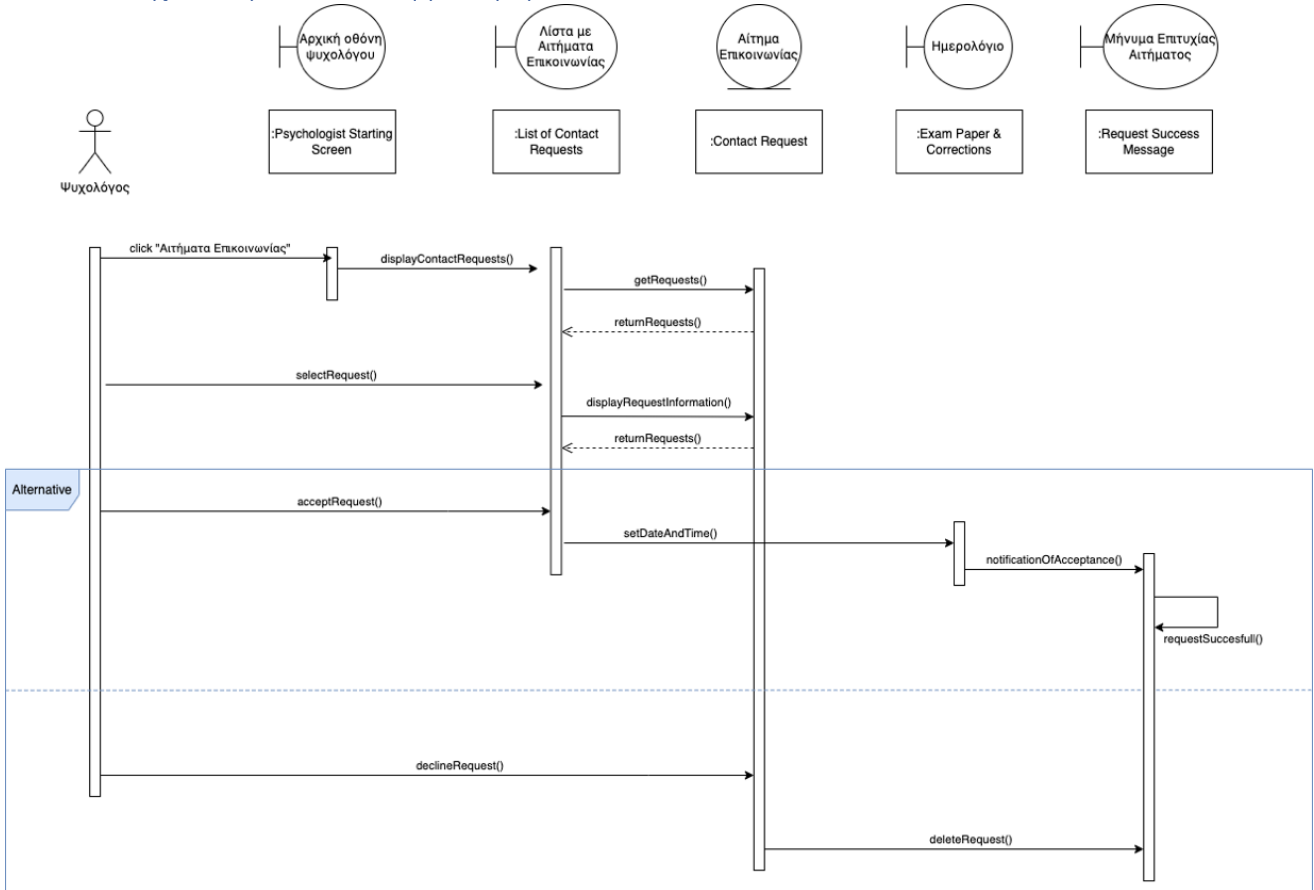 Αρχική οθόνη
ψυχολόγου
Λίστα με
Αιτήματα
Επικοινωνίας
Αίτημα
Επικοινωνίας
Ημερολόγιο
Μήνυμα Επιτυχίας
Αιτήματος
Ψυχολόγος
:Psychologist Starting
Screen
:List of Contact
Requests
:Contact Request
:Exam Paper &
Corrections
:Request Success
Message
click "Αιτήματα Επικοινωνίας"
displayContactRequests()
getRequests()
returnRequests()
selectRequest()
displayRequestInformation()
returnRequests()
Alternative
acceptRequest()
setDateAndTime()
notificationOfAcceptance()
requestSuccesfull()
declineRequest()
deleteRequest()